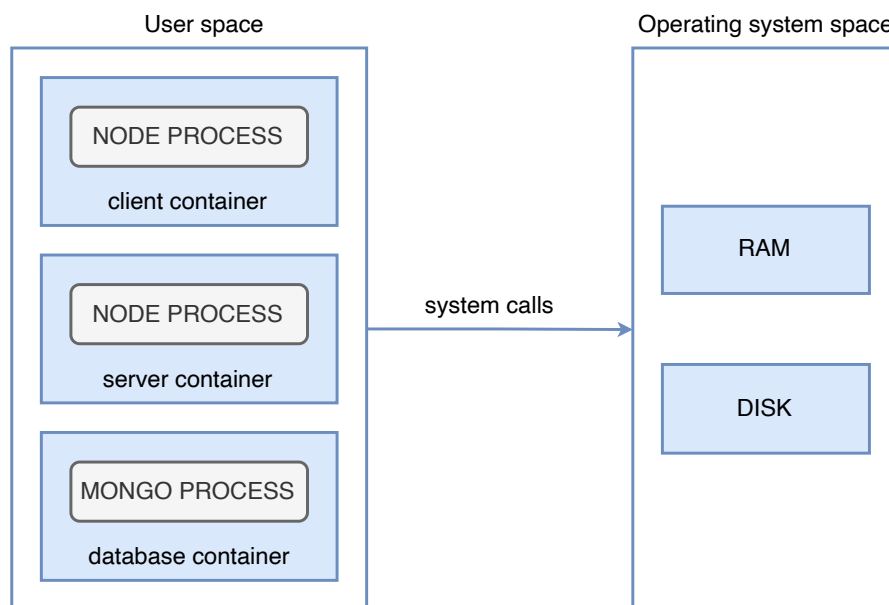 User space
NODE PROCESS
client container
NODE PROCESS
server container
MONGO PROCESS
database container
system calls
Operating system space
RAM
DISK